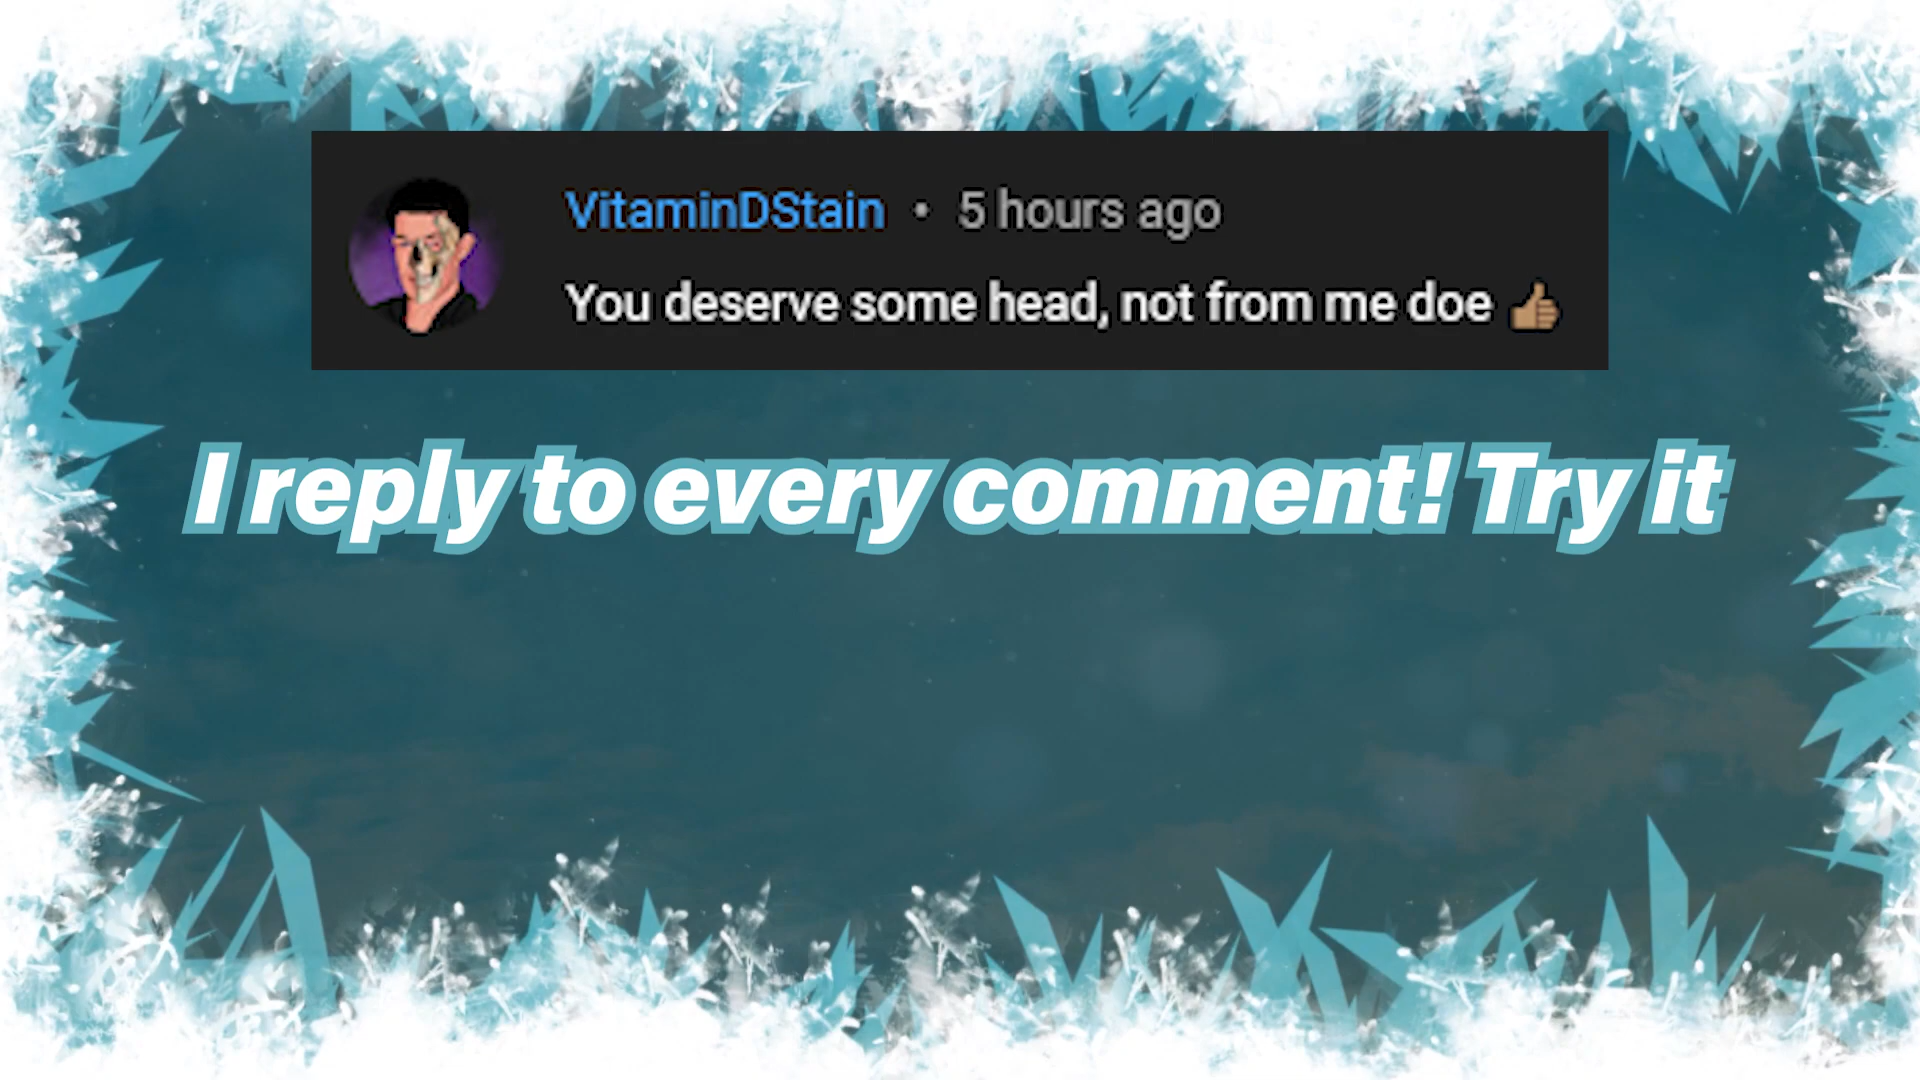 VitaminDStain • 5 hours ago
You deserve some head, not from me doe 👍🏽
I reply to every comment! Try it